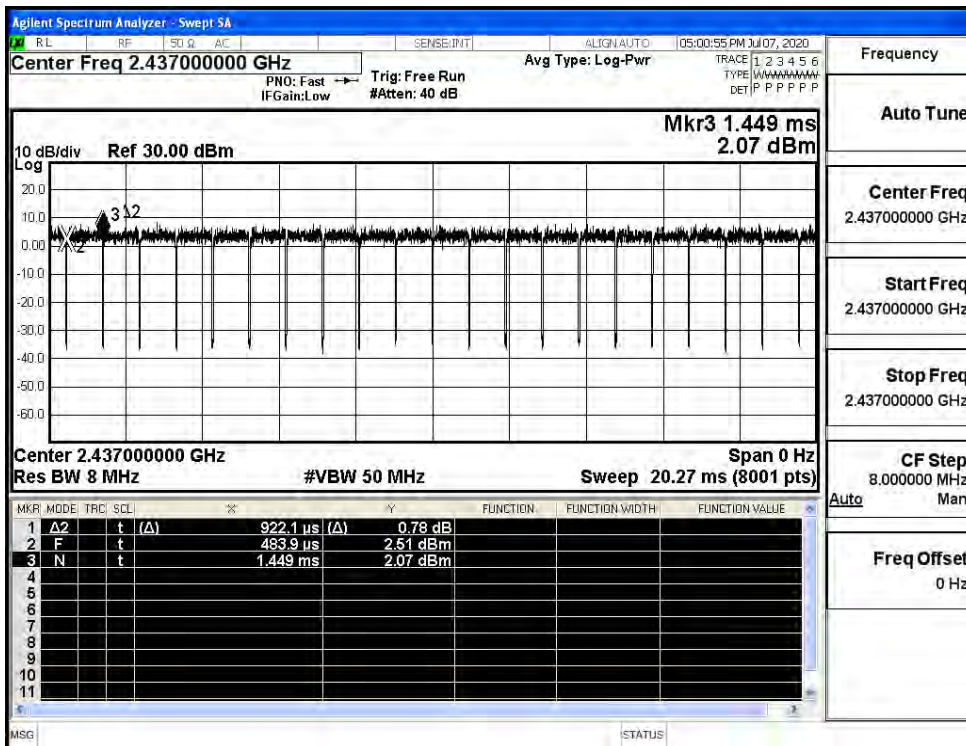 Agilent Spectrum Analyzer - Swept SA
LXI RL RF 50 Ω AC SENSE:INT ALIGN AUTO 05:00:55 PM Jul 07, 2020
Center Freq 2.437000000 GHz
PNO: Fast
IFGain:Low
Trig: Free Run
#Atten: 40 dB
Avg Type: Log-Pwr
TRACE 1 2 3 4 5 6
TYPE WWWWWW
DET P P P P P P
Mkr3 1.449 ms
2.07 dBm
10 dB/div Ref 30.00 dBm
Log
20.0
10.0
0.00
-10.0
-20.0
-30.0
-40.0
-50.0
-60.0
3 Δ2
2
Center 2.437000000 GHz Span 0 Hz
Res BW 8 MHz #VBW 50 MHz Sweep 20.27 ms (8001 pts)
MKR MODE TRC SCL X Y FUNCTION FUNCTION WIDTH FUNCTION VALUE
1 Δ2 t (Δ) 922.1 µs (Δ) 0.78 dB
2 F t 483.9 µs 2.51 dBm
3 N t 1.449 ms 2.07 dBm
4
5
6
7
8
9
10
11
MSG STATUS
Frequency
Auto Tune
Center Freq
2.437000000 GHz
Start Freq
2.437000000 GHz
Stop Freq
2.437000000 GHz
CF Step
8.000000 MHz
Auto Man
Freq Offset
0 Hz